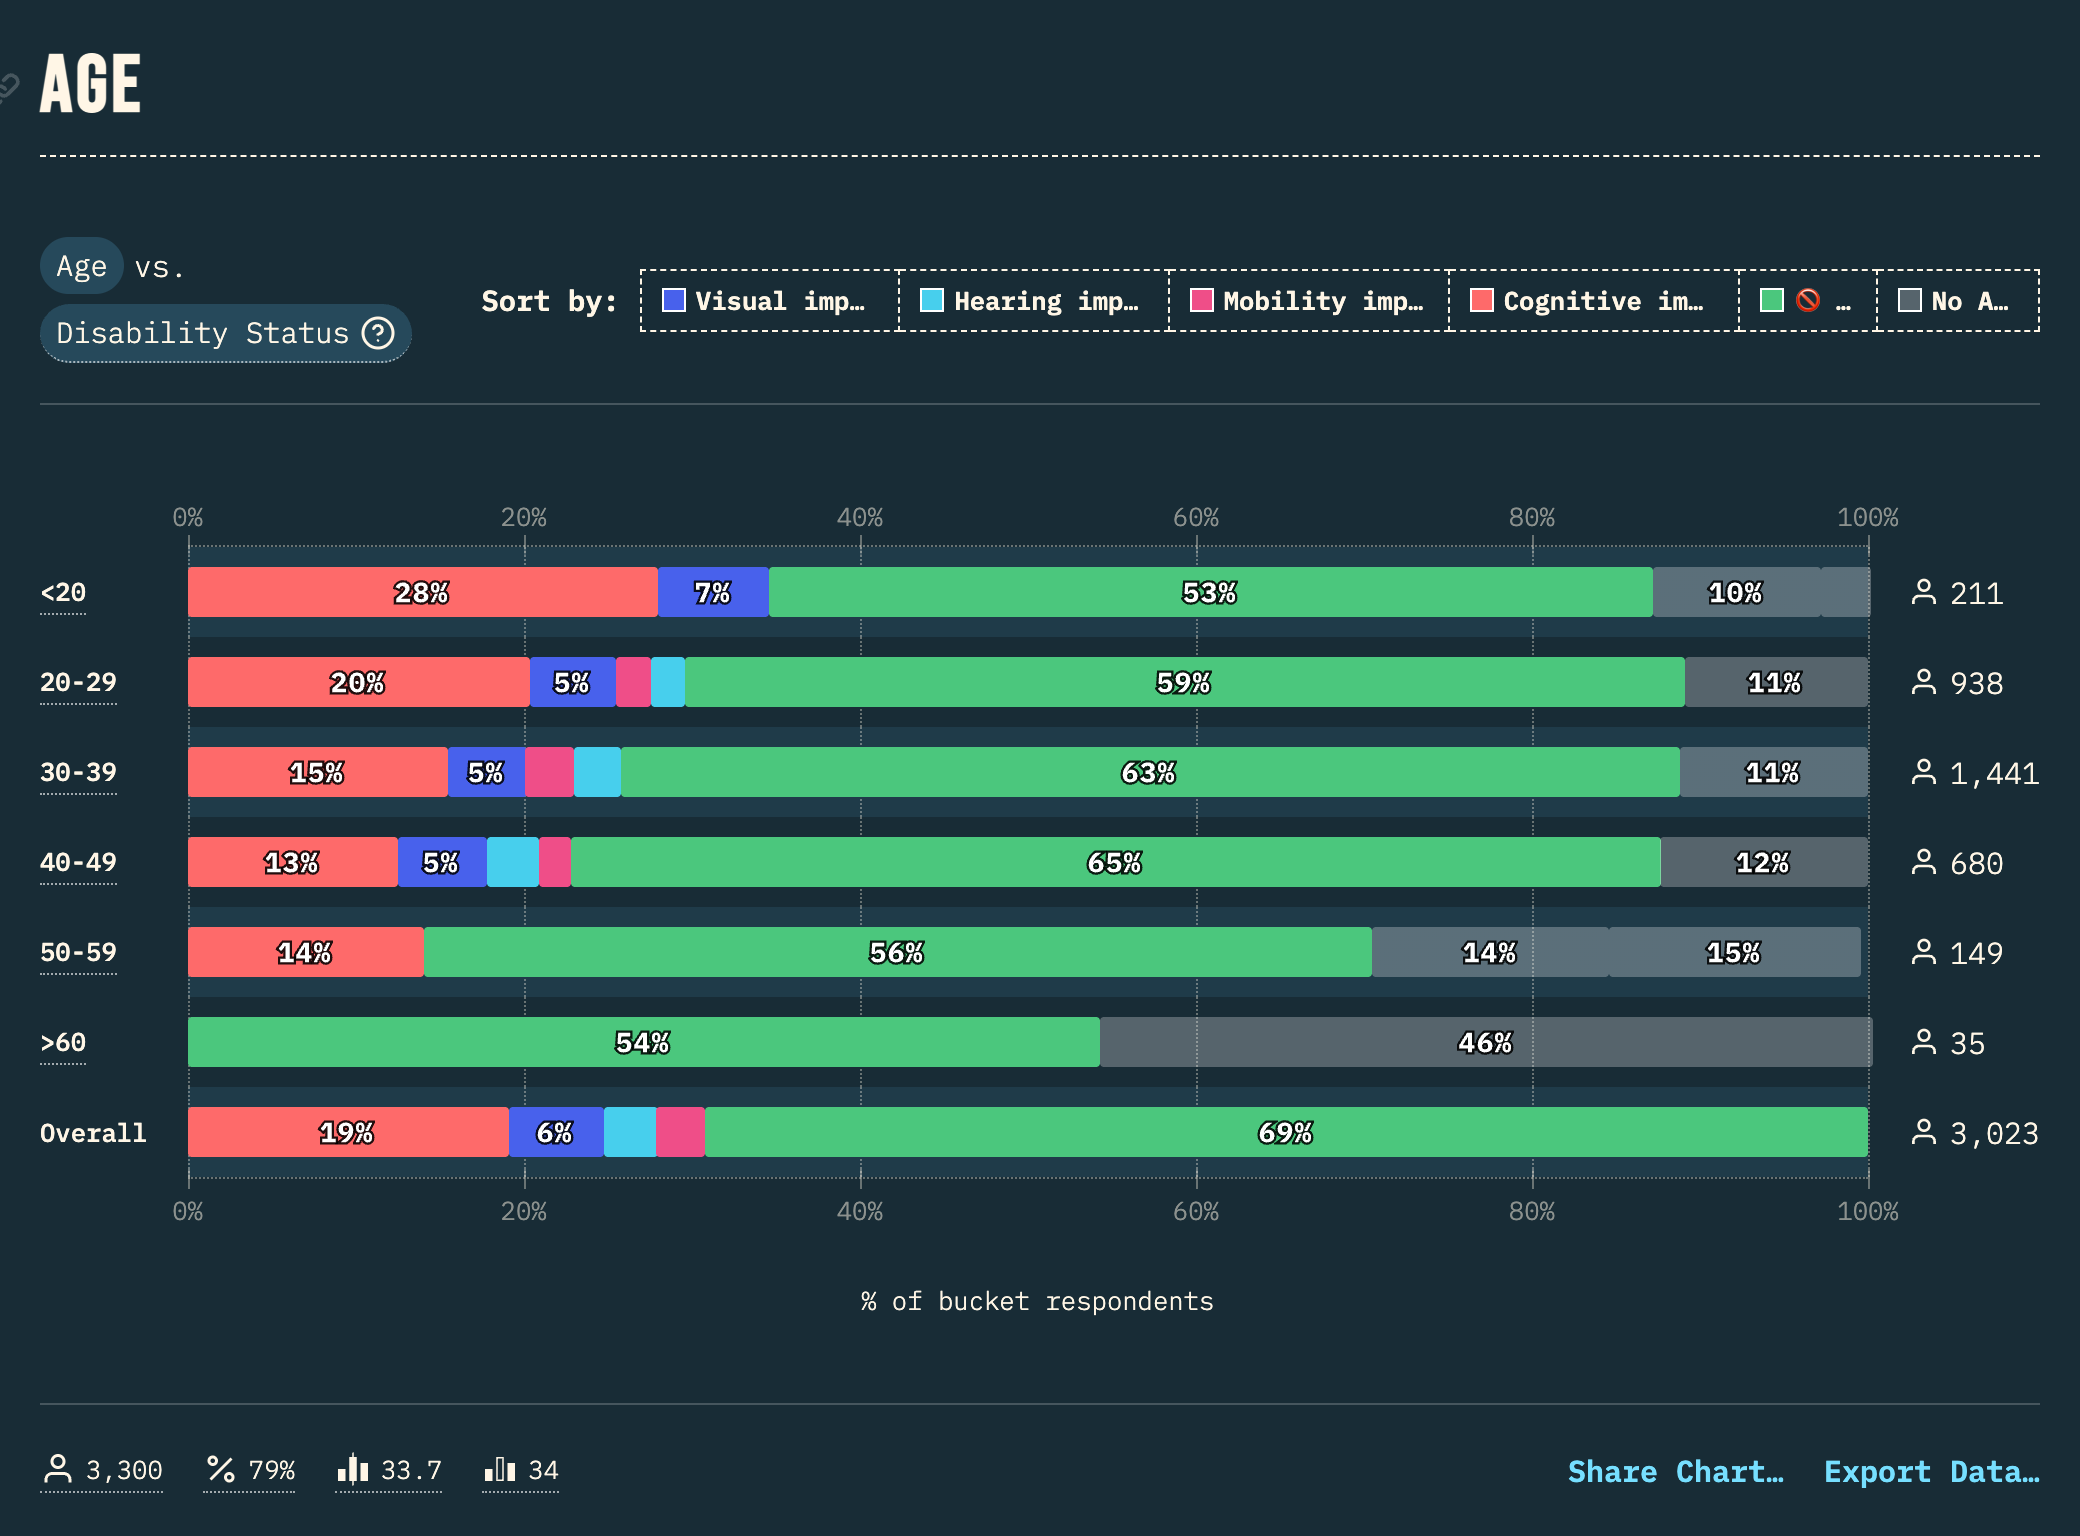 AGE
Age vs.
Disability Status
Sort by: Visual imp… Hearing imp… Mobility imp… Cognitive im… 🚫 … No A…
0% 20% 40% 60% 80% 100%
<20 28% 7% 53% 10% 211
20-29 20% 5% 59% 11% 938
30-39 15% 5% 63% 11% 1,441
40-49 13% 5% 65% 12% 680
50-59 14% 56% 14% 15% 149
>60 54% 46% 35
Overall 19% 6% 69% 3,023
0% 20% 40% 60% 80% 100%
% of bucket respondents
3,300 79% 33.7 34 Share Chart… Export Data…